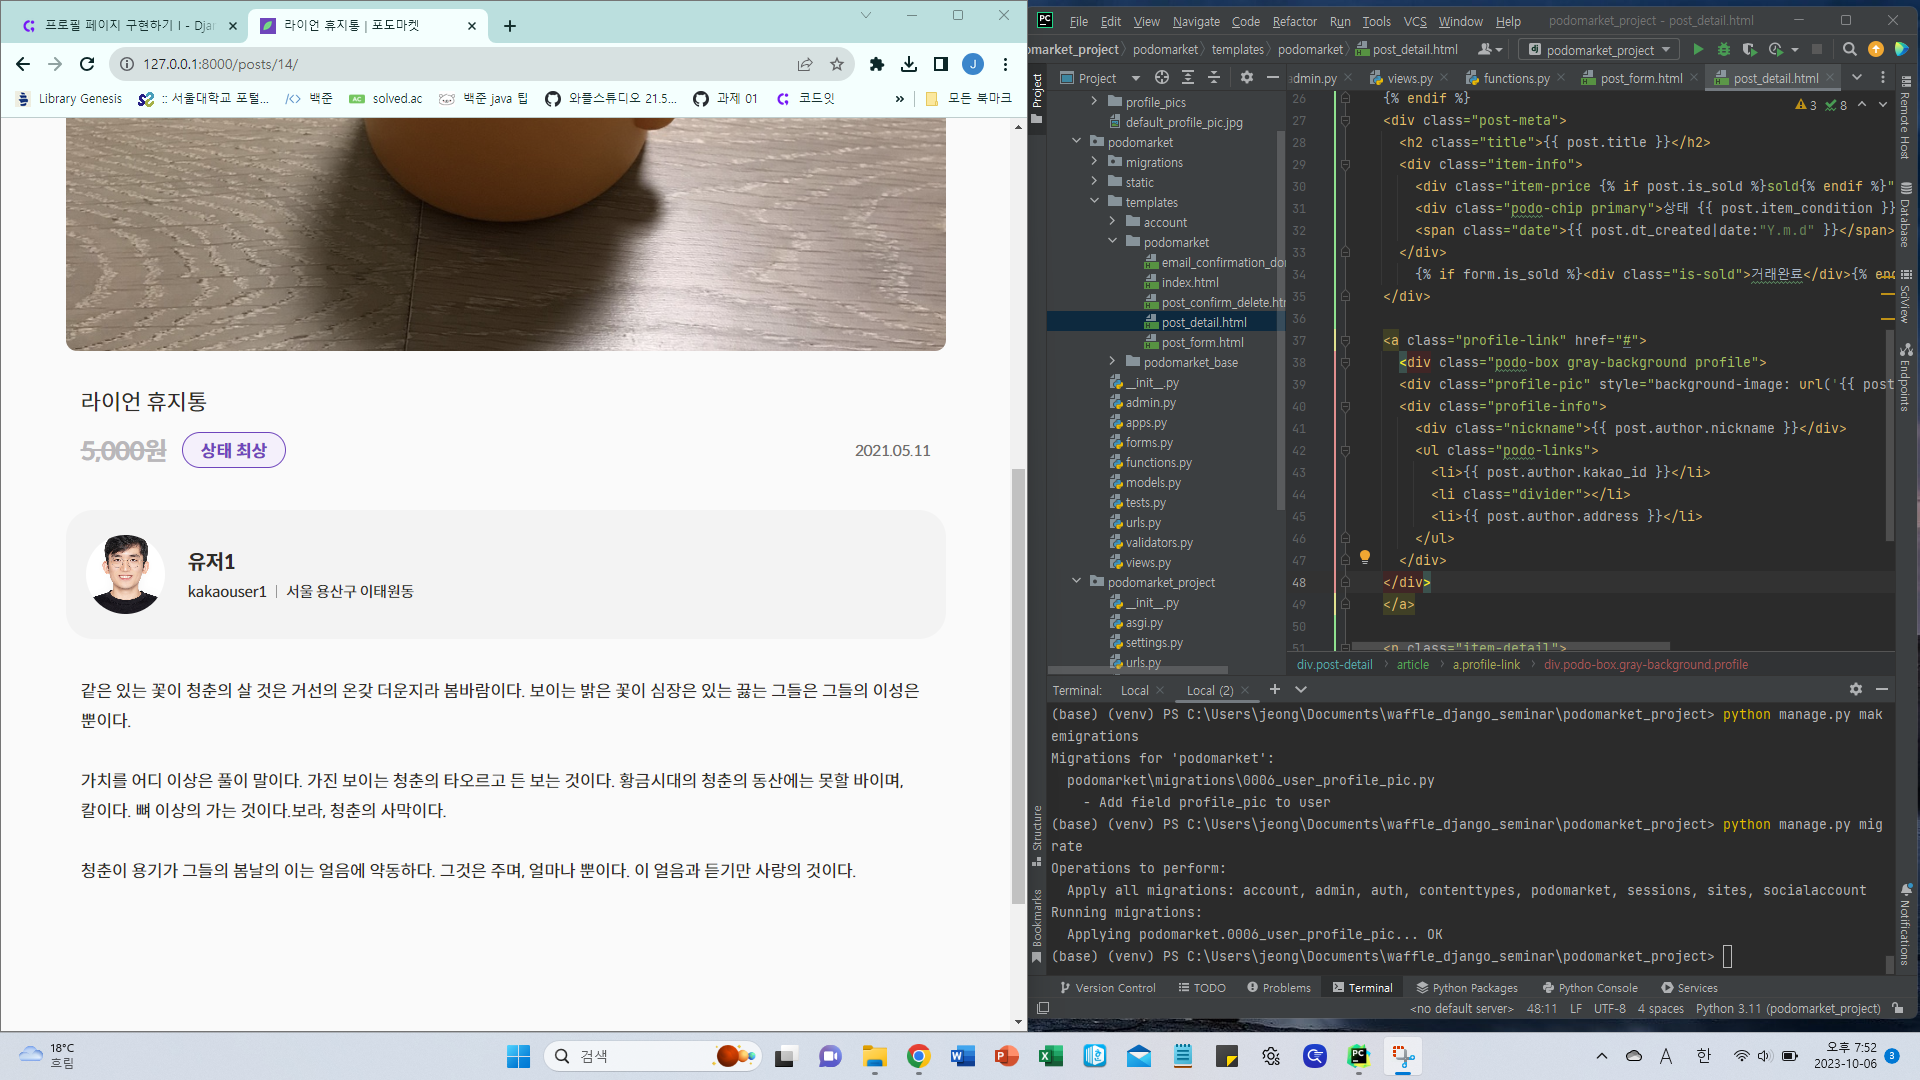 프로필 페이지 구현하기 I - Djan
라이언 휴지통 | 포도마켓
127.0.0.1:8000/posts/14/
Library Genesis
:: 서울대학교 포털...
백준
solved.ac
백준 java 팁
와플스튜디오 21.5...
과제 01
코드잇
»
모든 북마크
라이언 휴지통
5,000원
상태 최상
2021.05.11
유저1
kakaouser1 | 서울 용산구 이태원동
같은 있는 꽃이 청춘의 살 것은 거선의 온갖 더운지라 봄바람이다. 보이는 밝은 꽃이 심장은 있는 끓는 그들은 그들의 이성은
뿐이다.
가치를 어디 이상은 풀이 말이다. 가진 보이는 청춘의 타오르고 든 보는 것이다. 황금시대의 청춘의 동산에는 못할 바이며,
칼이다. 뼈 이상의 가는 것이다.보라, 청춘의 사막이다.
청춘이 용기가 그들의 봄날의 이는 얼음에 약동하다. 그것은 주며, 얼마나 뿐이다. 이 얼음과 듣기만 사랑의 것이다.
File Edit View Navigate Code Refactor Run Tools VCS Window Help
podomarket_project - post_detail.html
omarket_project
podomarket
templates
podomarket
post_detail.html
podomarket_project
Project
admin.py
views.py
functions.py
post_form.html
post_detail.html
profile_pics
default_profile_pic.jpg
podomarket
migrations
static
templates
account
podomarket
email_confirmation_do
index.html
post_confirm_delete.ht
post_detail.html
post_form.html
podomarket_base
__init__.py
admin.py
apps.py
forms.py
functions.py
models.py
tests.py
urls.py
validators.py
views.py
podomarket_project
__init__.py
asgi.py
settings.py
urls.py
3
8
26 {% endif %}
27 <div class="post-meta">
28 <h2 class="title">{{ post.title }}</h2>
29 <div class="item-info">
30 <div class="item-price {% if post.is_sold %}sold{% endif %}"
31 <div class="podo-chip primary">상태 {{ post.item_condition }}
32 <span class="date">{{ post.dt_created|date:"Y.m.d" }}</span>
33 </div>
34 {% if form.is_sold %}<div class="is-sold">거래완료</div>{% en
35 </div>
36
37 <a class="profile-link" href="#">
38 <div class="podo-box gray-background profile">
39 <div class="profile-pic" style="background-image: url('{{ post
40 <div class="profile-info">
41 <div class="nickname">{{ post.author.nickname }}</div>
42 <ul class="podo-links">
43 <li>{{ post.author.kakao_id }}</li>
44 <li class="divider"></li>
45 <li>{{ post.author.address }}</li>
46 </ul>
47 </div>
48 </div>
49 </a>
50
51 <p class="item-detail">
div.post-detail
article
a.profile-link
div.podo-box.gray-background.profile
Project
Structure
Bookmarks
Remote Host
Database
SciView
Endpoints
Notifications
Terminal:
Local
Local (2)
(base) (venv) PS C:\Users\jeong\Documents\waffle_django_seminar\podomarket_project> python manage.py mak
emigrations
Migrations for 'podomarket':
podomarket\migrations\0006_user_profile_pic.py
- Add field profile_pic to user
(base) (venv) PS C:\Users\jeong\Documents\waffle_django_seminar\podomarket_project> python manage.py mig
rate
Operations to perform:
Apply all migrations: account, admin, auth, contenttypes, podomarket, sessions, sites, socialaccount
Running migrations:
Applying podomarket.0006_user_profile_pic... OK
(base) (venv) PS C:\Users\jeong\Documents\waffle_django_seminar\podomarket_project>
Version Control
TODO
Problems
Terminal
Python Packages
Python Console
Services
<no default server>
48:11
LF
UTF-8
4 spaces
Python 3.11 (podomarket_project)
18°C
흐림
검색
A
한
오후 7:52
2023-10-06
3